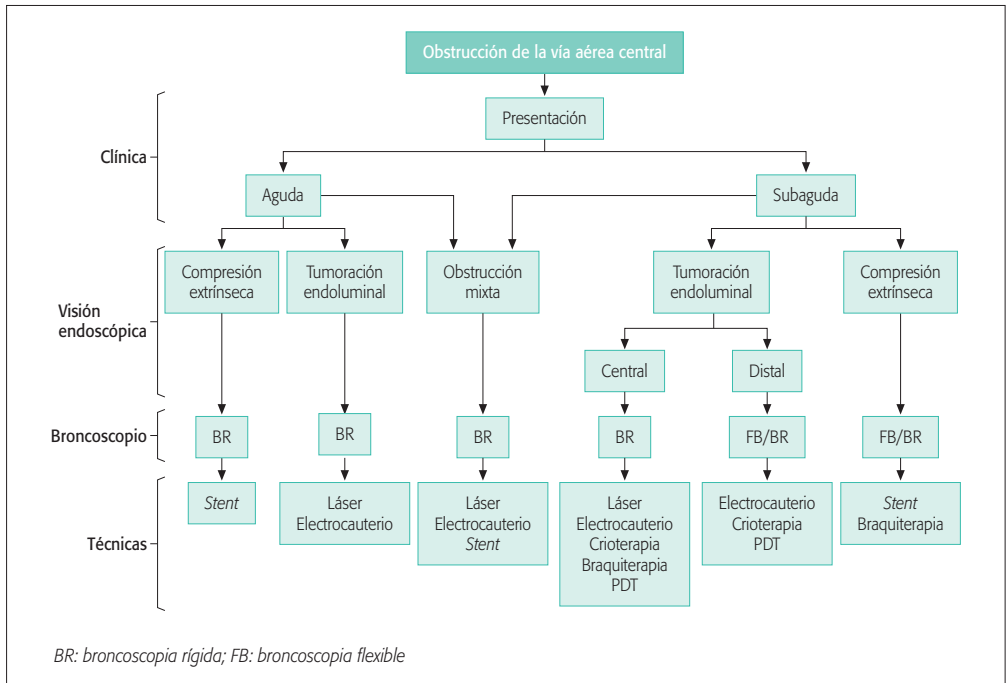 Obstrucción de la vía aérea central
Presentación
Clínica
Aguda
Subaguda
Compresión
extrínseca
Tumoración
endoluminal
Obstrucción
mixta
Tumoración
endoluminal
Compresión
extrínseca
Visión
endoscópica
Central
Distal
Broncoscopio
BR
BR
BR
BR
FB/BR
FB/BR
Técnicas
Stent
Láser
Electrocauterio
Láser
Electrocauterio
Stent
Láser
Electrocauterio
Crioterapia
Braquiterapia
PDT
Electrocauterio
Crioterapia
PDT
Stent
Braquiterapia
BR: broncoscopia rígida; FB: broncoscopia flexible